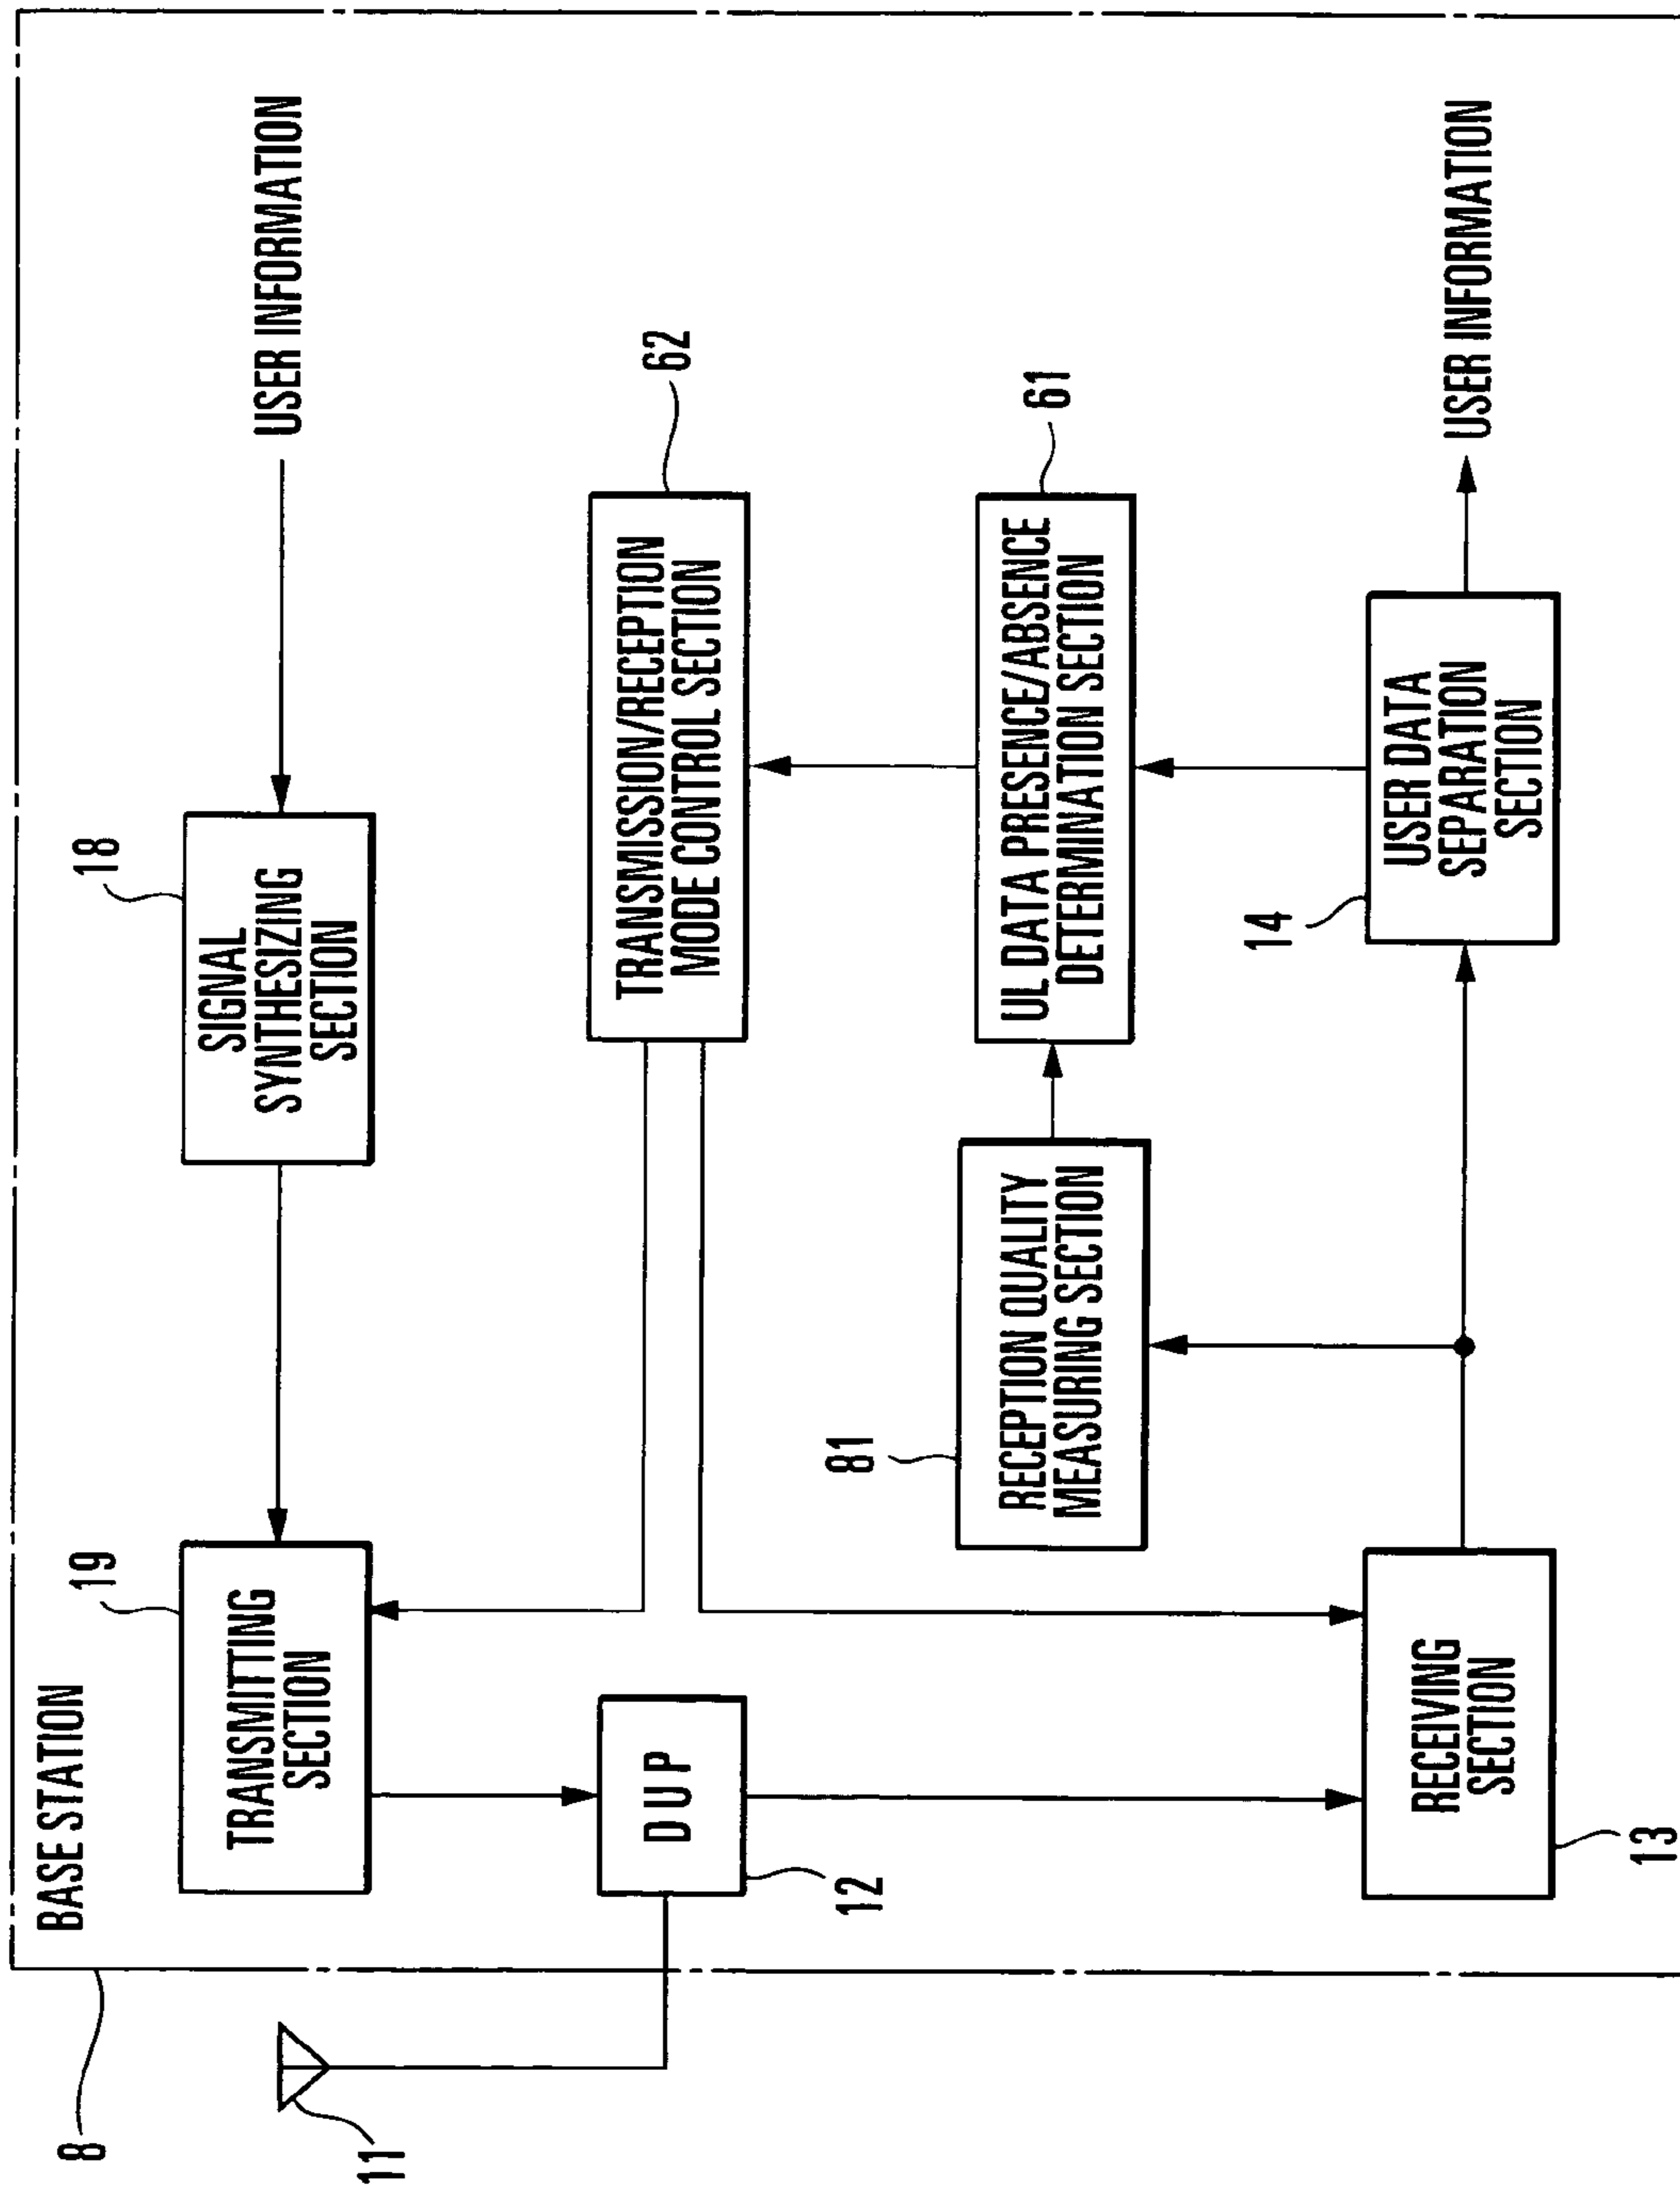 8
BASE STATION
11
19
TRANSMITTING
SECTION
18
SIGNAL
SYNTHESIZING
SECTION
USER INFORMATION
12
D U P
62
TRANSMISSION/RECEPTION
MODE CONTROL SECTION
81
RECEPTION QUALITY
MEASURING SECTION
61
UL DATA PRESENCE/ABSENCE
DETERMINATION SECTION
13
RECEIVING
SECTION
14
USER DATA
SEPARATION
SECTION
USER INFORMATION